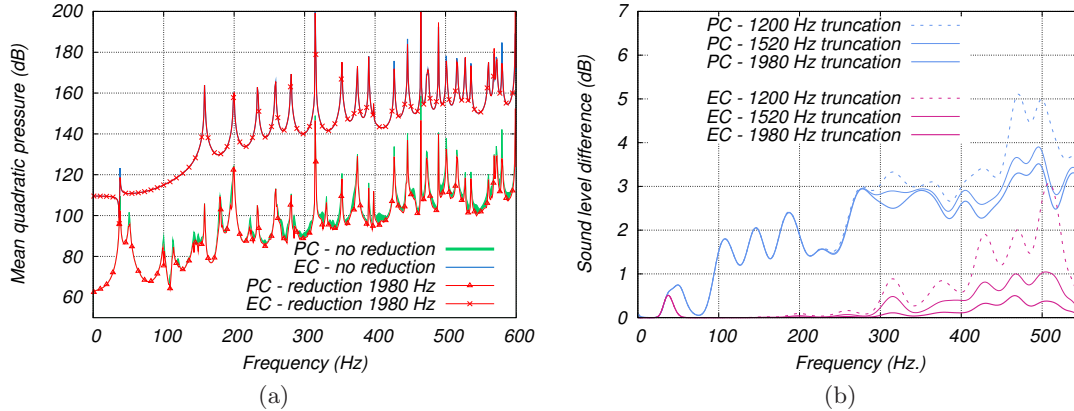 200
180
160
140
120
100
80
60
0
100
200
300
400
500
600
Mean quadratic pressure (dB)
Frequency (Hz)
PC - no reduction
EC - no reduction
PC - reduction 1980 Hz
EC - reduction 1980 Hz
(a)
7
6
5
4
3
2
1
0
0
100
200
300
400
500
Sound level difference (dB)
Frequency (Hz.)
PC - 1200 Hz truncation
PC - 1520 Hz truncation
PC - 1980 Hz truncation
EC - 1200 Hz truncation
EC - 1520 Hz truncation
EC - 1980 Hz truncation
(b)